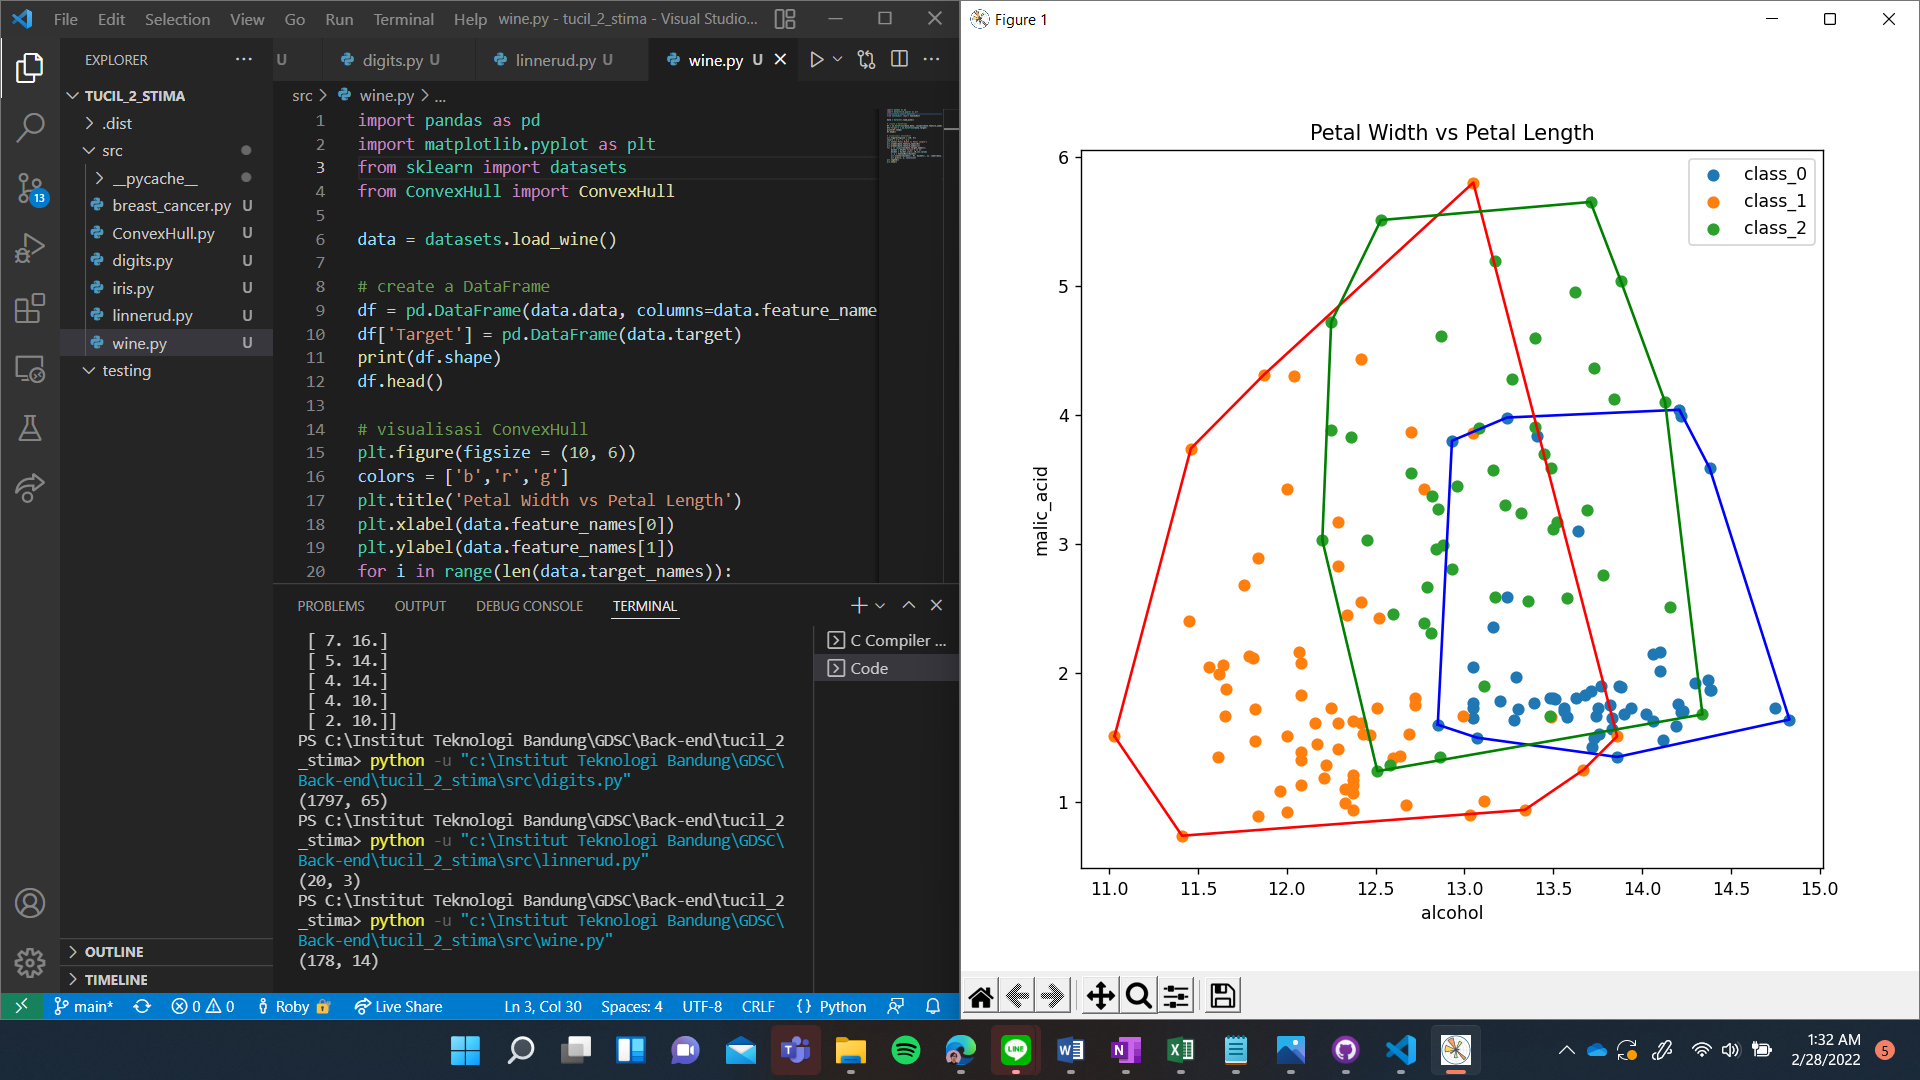 File Edit Selection View Go Run Terminal Help wine.py - tucil_2_stima - Visual Studio...
EXPLORER
TUCIL_2_STIMA
.dist
src
__pycache__
breast_cancer.py U
ConvexHull.py U
digits.py U
iris.py U
linnerud.py U
wine.py U
testing
OUTLINE
TIMELINE
13
U digits.py U linnerud.py U wine.py U
src > wine.py > ...
1 import pandas as pd
2 import matplotlib.pyplot as plt
3 from sklearn import datasets
4 from ConvexHull import ConvexHull
5
6 data = datasets.load_wine()
7
8 # create a DataFrame
9 df = pd.DataFrame(data.data, columns=data.feature_name
10 df['Target'] = pd.DataFrame(data.target)
11 print(df.shape)
12 df.head()
13
14 # visualisasi ConvexHull
15 plt.figure(figsize = (10, 6))
16 colors = ['b','r','g']
17 plt.title('Petal Width vs Petal Length')
18 plt.xlabel(data.feature_names[0])
19 plt.ylabel(data.feature_names[1])
20 for i in range(len(data.target_names)):
PROBLEMS OUTPUT DEBUG CONSOLE TERMINAL
[ 7. 16.]
[ 5. 14.]
[ 4. 14.]
[ 4. 10.]
[ 2. 10.]]
PS C:\Institut Teknologi Bandung\GDSC\Back-end\tucil_2
_stima> python -u "c:\Institut Teknologi Bandung\GDSC\
Back-end\tucil_2_stima\src\digits.py"
(1797, 65)
PS C:\Institut Teknologi Bandung\GDSC\Back-end\tucil_2
_stima> python -u "c:\Institut Teknologi Bandung\GDSC\
Back-end\tucil_2_stima\src\linnerud.py"
(20, 3)
PS C:\Institut Teknologi Bandung\GDSC\Back-end\tucil_2
_stima> python -u "c:\Institut Teknologi Bandung\GDSC\
Back-end\tucil_2_stima\src\wine.py"
(178, 14)
C Compiler ...
Code
main* 0 0 Roby Live Share Ln 3, Col 30 Spaces: 4 UTF-8 CRLF {} Python
Figure 1
Petal Width vs Petal Length
class_0
class_1
class_2
6
5
4
3
2
1
malic_acid
11.0 11.5 12.0 12.5 13.0 13.5 14.0 14.5 15.0
alcohol
LINE
1:32 AM
2/28/2022
5